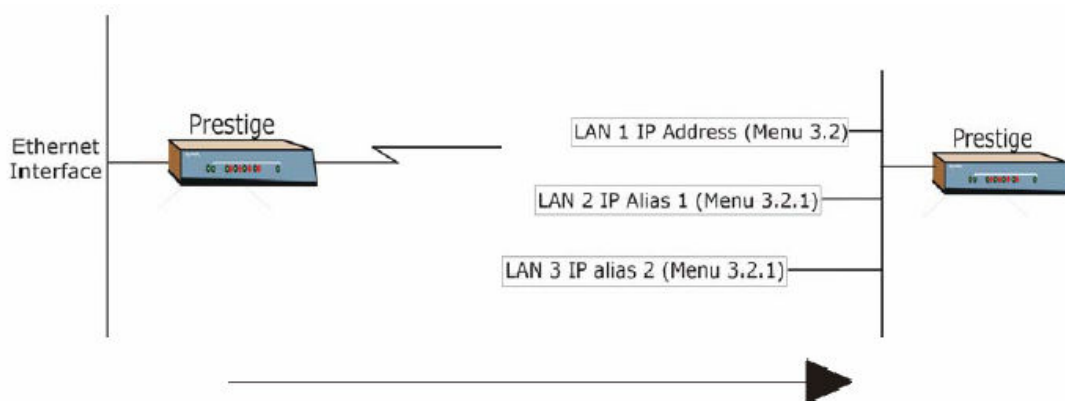 Prestige
Ethernet
Interface
LAN 1 IP Address (Menu 3.2)
Prestige
LAN 2 IP Alias 1 (Menu 3.2.1)
LAN 3 IP alias 2 (Menu 3.2.1)